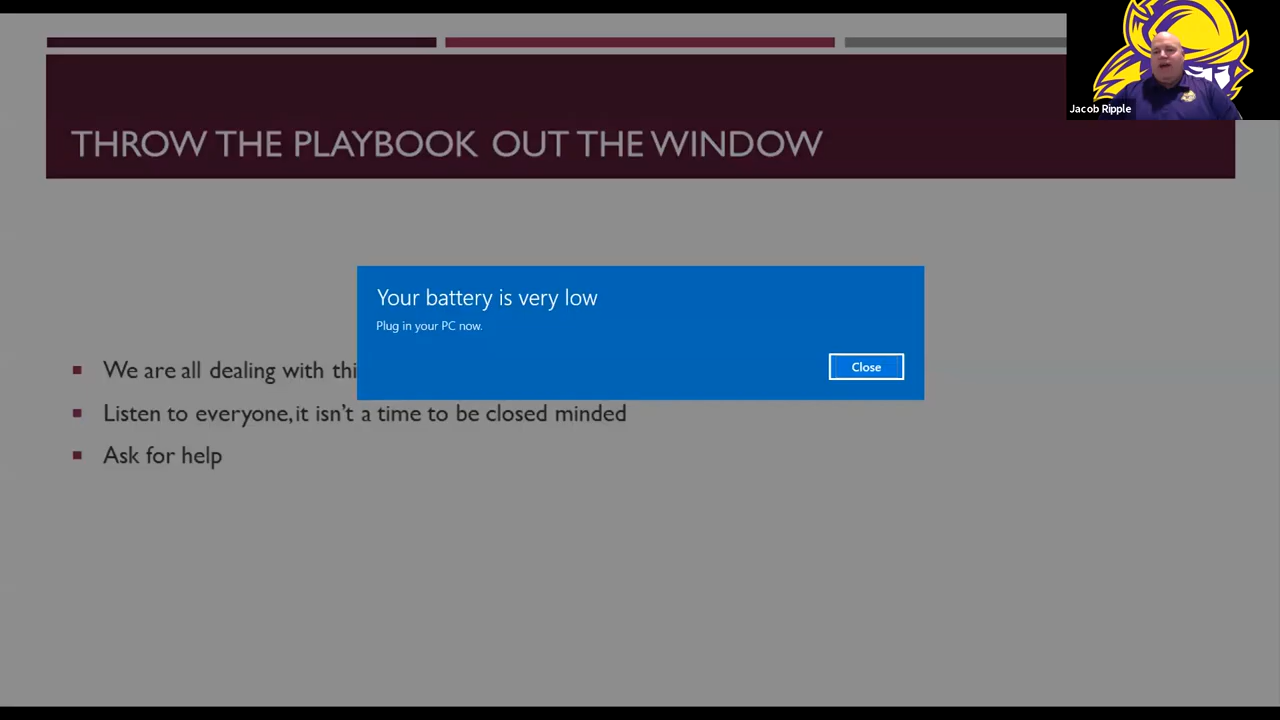 Jacob Ripple
THROW THE PLAYBOOK OUT THE WINDOW
Your battery is very low
Plug in your PC now.
Close
We are all dealing with thi
Listen to everyone, it isn't a time to be closed minded
Ask for help